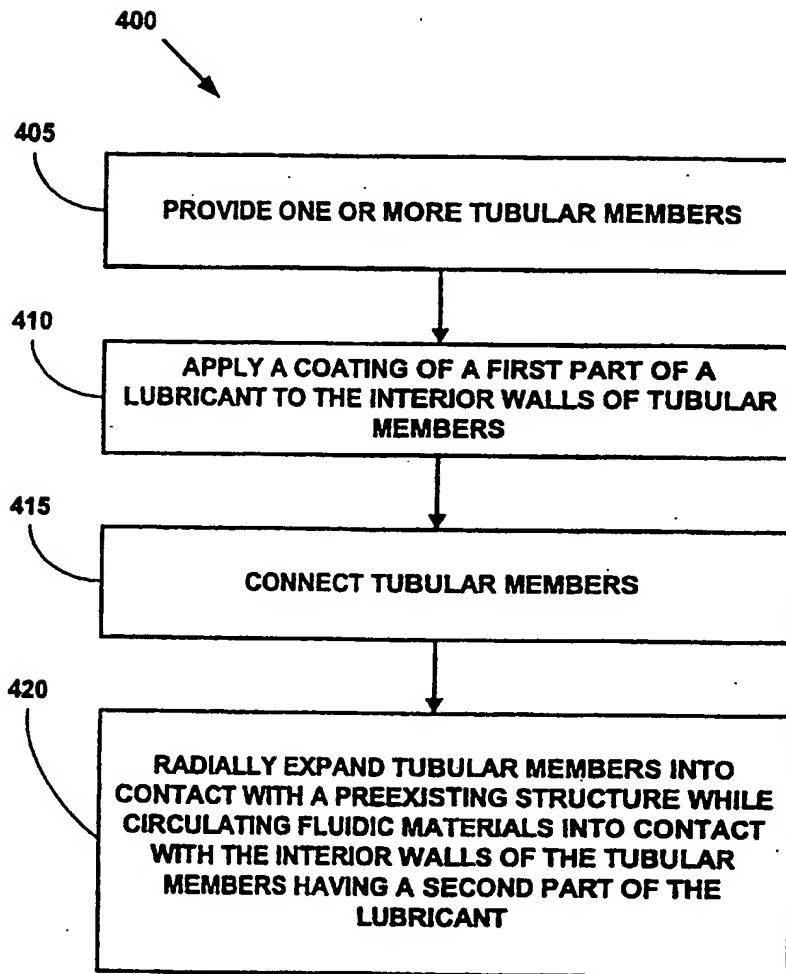 400
405
PROVIDE ONE OR MORE TUBULAR MEMBERS
410
APPLY A COATING OF A FIRST PART OF A
LUBRICANT TO THE INTERIOR WALLS OF TUBULAR
MEMBERS
415
CONNECT TUBULAR MEMBERS
420
RADIALLY EXPAND TUBULAR MEMBERS INTO
CONTACT WITH A PREEXISTING STRUCTURE WHILE
CIRCULATING FLUIDIC MATERIALS INTO CONTACT
WITH THE INTERIOR WALLS OF THE TUBULAR
MEMBERS HAVING A SECOND PART OF THE
LUBRICANT